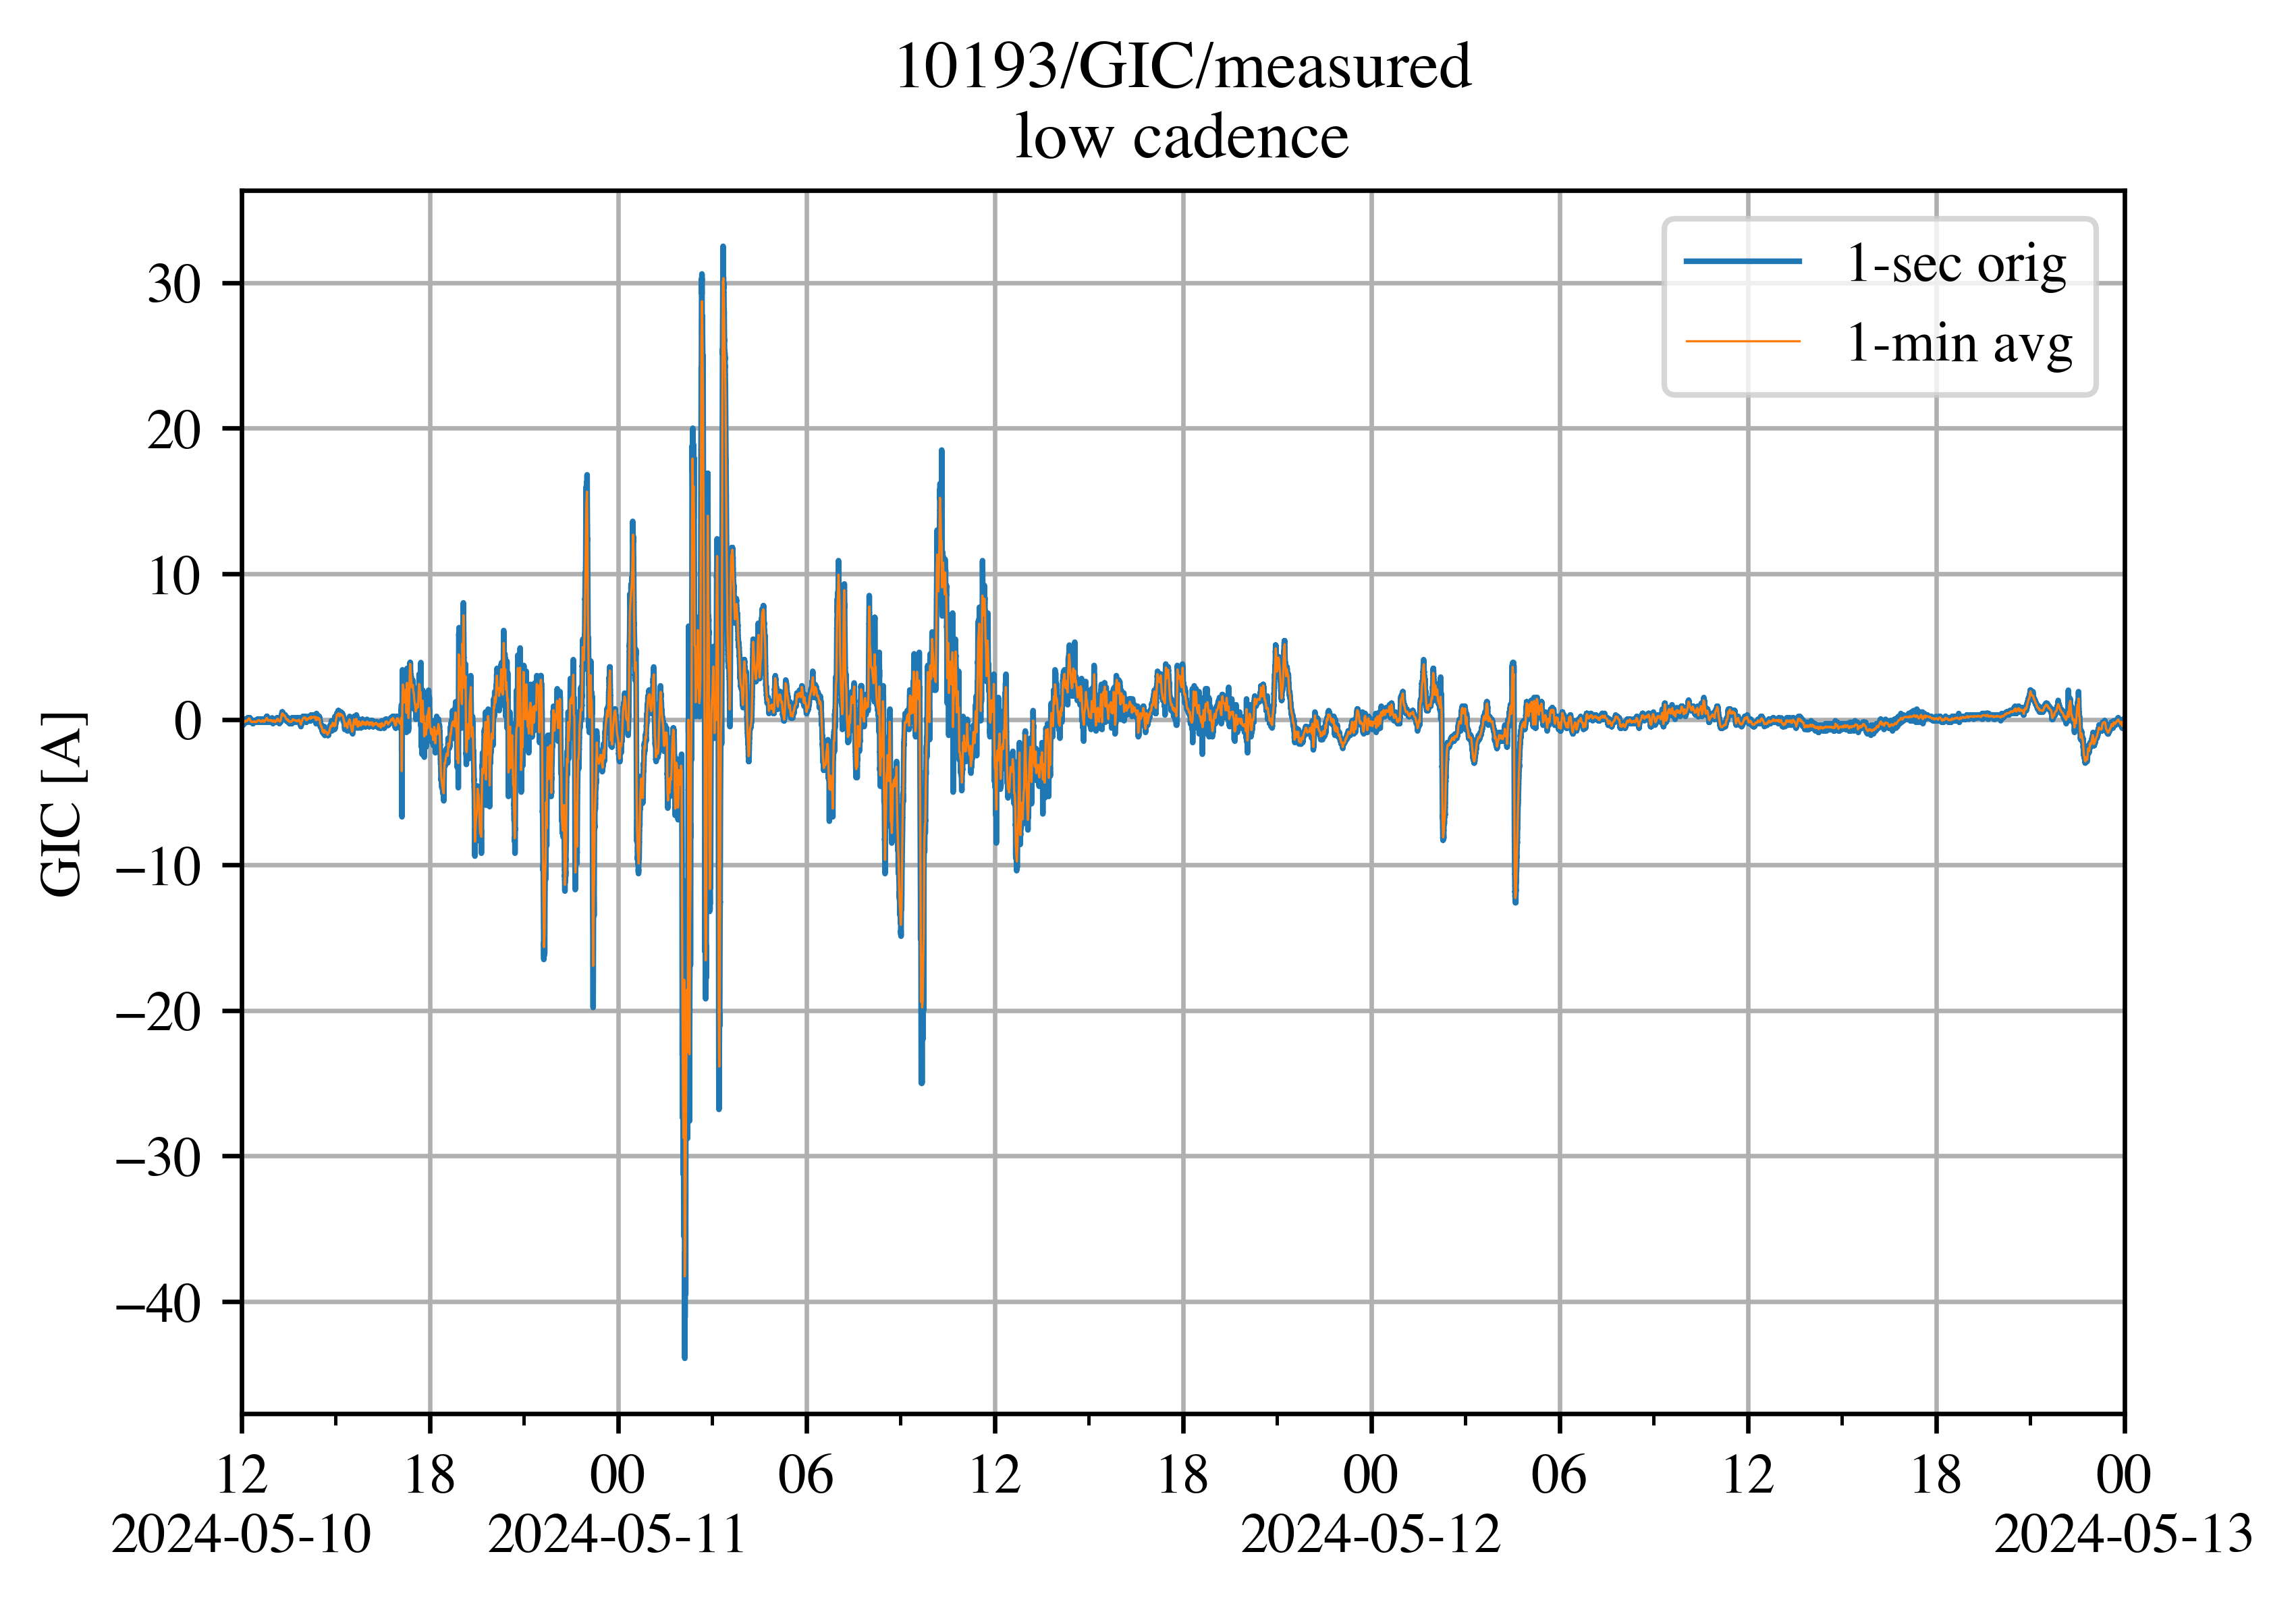 10193/GIC/measured
low cadence
1-sec orig
1-min avg
GIC [A]
30
20
10
0
−10
−20
−30
−40
12 18 00 06 12 18 00 06 12 18 00
2024-05-10 2024-05-11 2024-05-12 2024-05-13